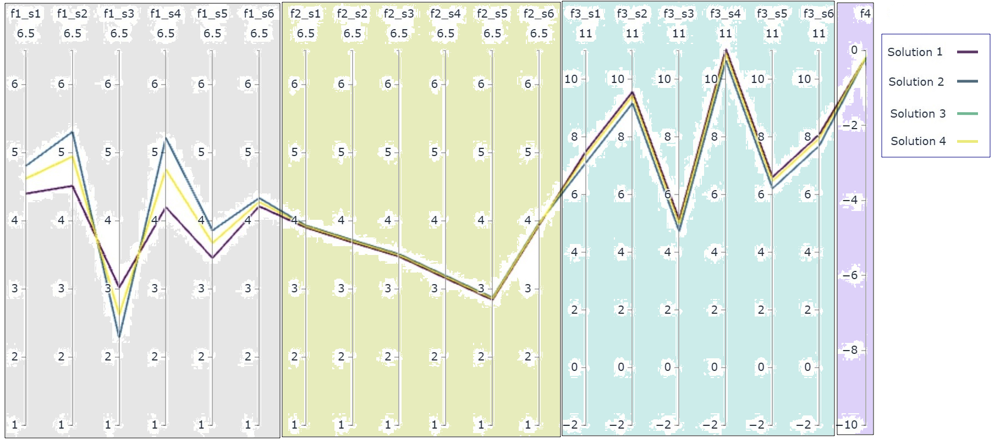 f1_s1 f1_s2 f1_s3 f1_s4 f1_s5 f1_s6 f2_s1 f2_s2 f2_s3 f2_s4 f2_s5 f2_s6 f3_s1 f3_s2 f3_s3 f3_s4 f3_s5 f3_s6 f4
6.5 6.5 6.5 6.5 6.5 6.5 6.5 6.5 6.5 6.5 6.5 6.5 11 11 11 11 11 11
0
6 6 6 6 6 6 6 6 6 6 6 6 10 10 10 10 10 10
−2
5 5 5 5 5 5 5 5 5 5 5 5 8 8 8 8 8 8
−4
4 4 4 4 4 4 4 4 4 4 4 4 6 6 6 6 6 6
−6
3 3 3 3 3 3 3 3 3 3 3 3 4 4 4 4 4 4
−8
2 2 2 2 2 2 2 2 2 2 2 2 2 2 2 2 2 2
0 0 0 0 0 0
1 1 1 1 1 1 1 1 1 1 1 1 −2 −2 −2 −2 −2 −2 −10
Solution 1
Solution 2
Solution 3
Solution 4